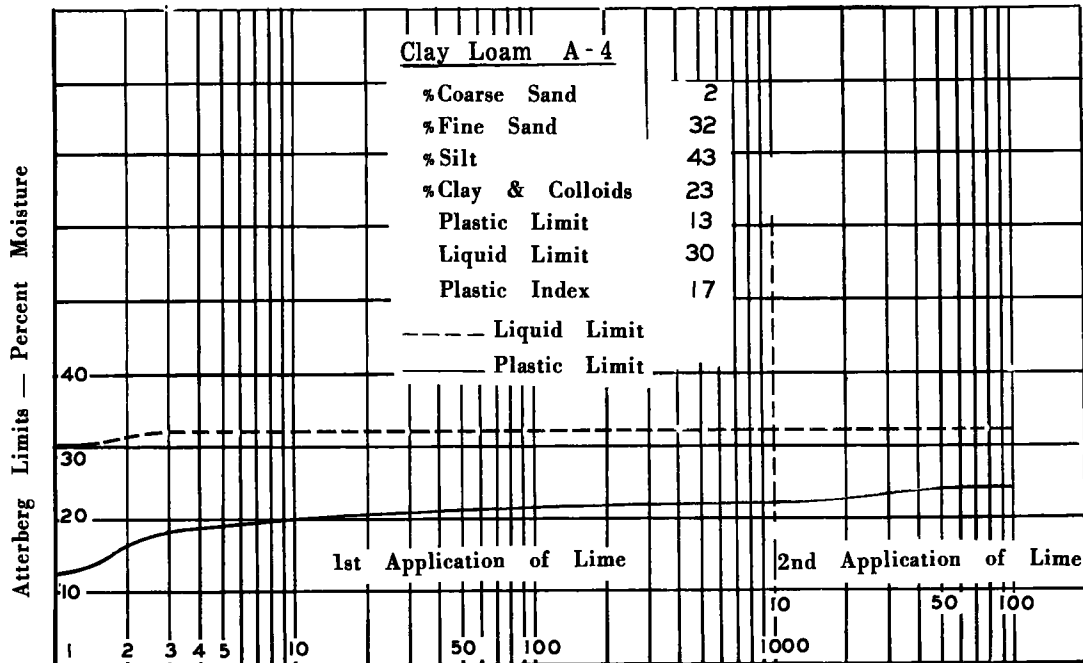 Clay Loam A-4
%Coarse Sand 2
%Fine Sand 32
%Silt 43
%Clay & Colloids 23
Plastic Limit 13
Liquid Limit 30
Plastic Index 17
Liquid Limit
Plastic Limit
Atterberg Limits — Percent Moisture
40
30
20
10
1st Application of Lime
2nd Application of Lime
10 50 100
1 2 3 4 5 10 50 100 1000